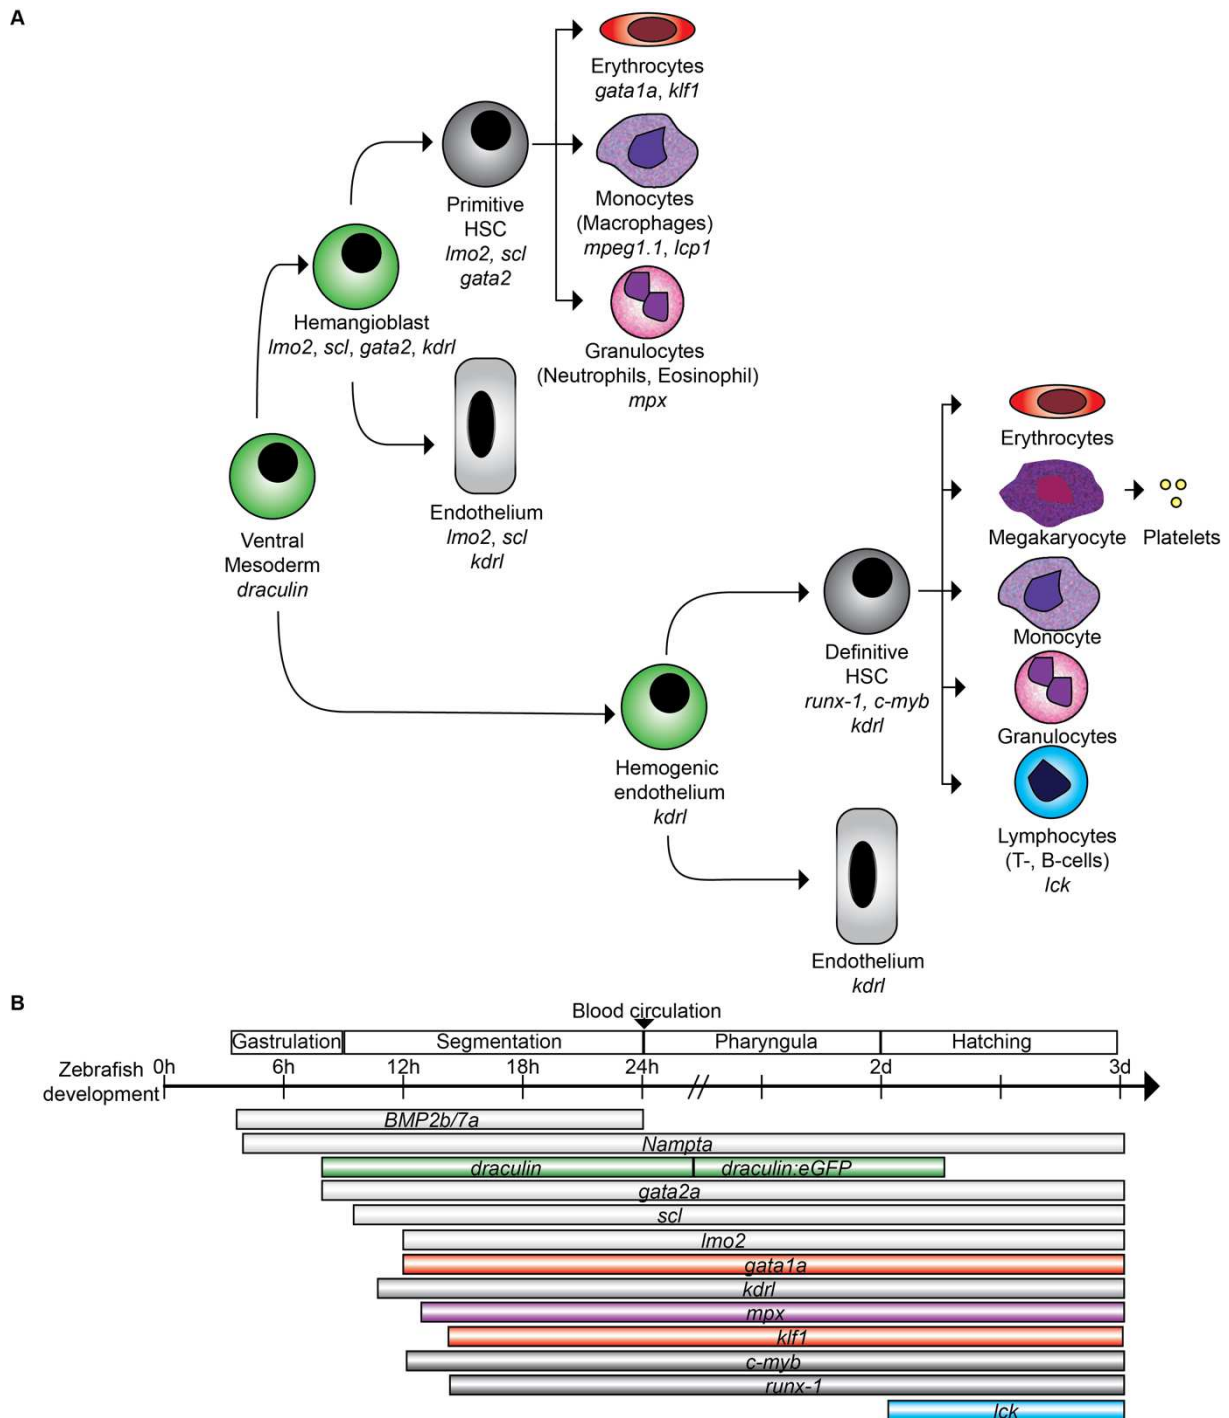 A
Erythrocytes
gata1a, klf1
Primitive
HSC
lmo2, scl
gata2
Monocytes
(Macrophages)
mpeg1.1, lcp1
Hemangioblast
lmo2, scl, gata2, kdrl
Granulocytes
(Neutrophils, Eosinophil)
mpx
Endothelium
lmo2, scl
kdrl
Ventral
Mesoderm
draculin
Erythrocytes
Megakaryocyte
Platelets
Monocyte
Definitive
HSC
runx-1, c-myb
kdrl
Granulocytes
Hemogenic
endothelium
kdrl
Lymphocytes
(T-, B-cells)
lck
Endothelium
kdrl
B
Blood circulation
Gastrulation
Segmentation
Pharyngula
Hatching
Zebrafish
development
0h
6h
12h
18h
24h
2d
3d
BMP2b/7a
Nampta
draculin
draculin:eGFP
gata2a
scl
lmo2
gata1a
kdrl
mpx
klf1
c-myb
runx-1
lck